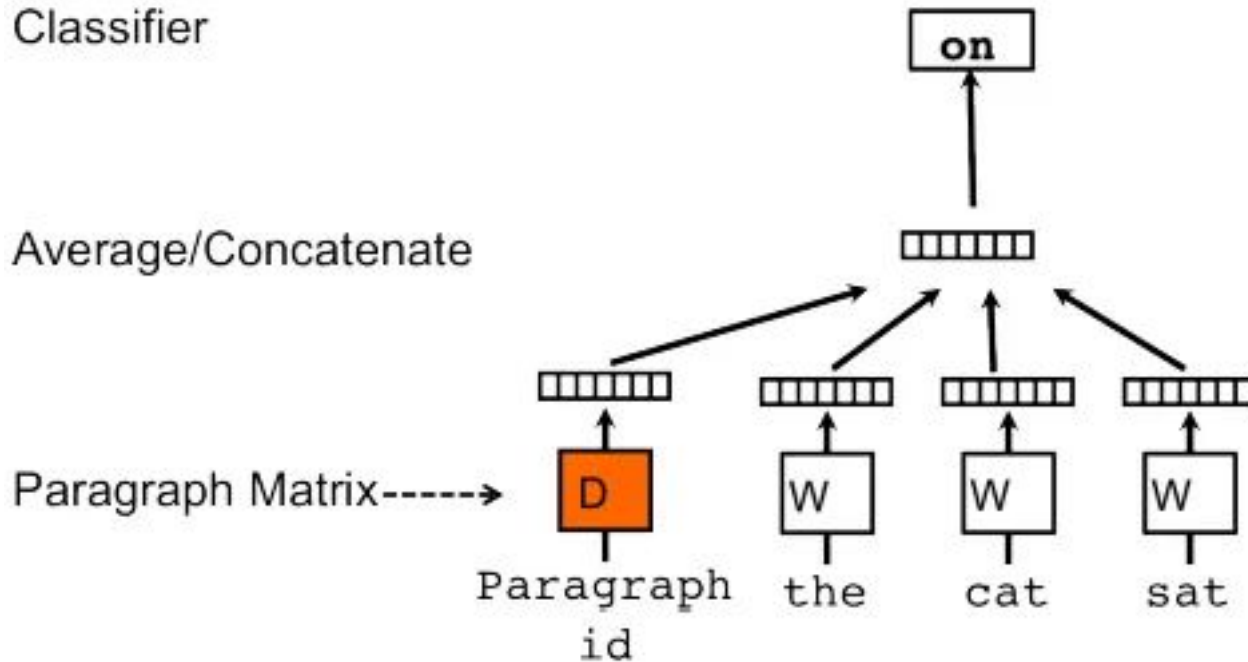 Classifier
on
Average/Concatenate
Paragraph Matrix
D
W
W
W
Paragraph
id
the
cat
sat